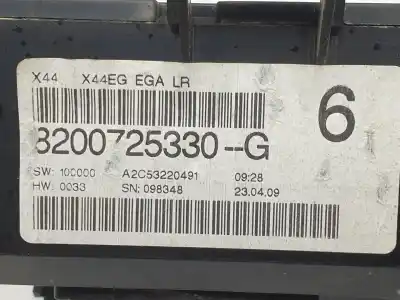 X44 X44EG EGA LR
6
8200725330--G
SW: 100000 A2C53220491 09:28
HW: 0033 SN: 098348 23.04.09